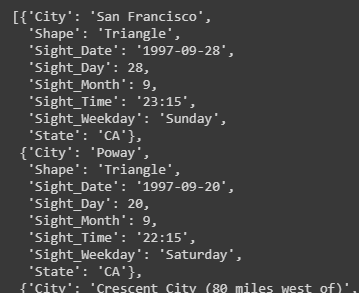 [{'City': 'San Francisco',
'Shape': 'Triangle',
'Sight_Date': '1997-09-28',
'Sight_Day': 28,
'Sight_Month': 9,
'Sight_Time': '23:15',
'Sight_Weekday': 'Sunday',
'State': 'CA'},
{'City': 'Poway',
'Shape': 'Triangle',
'Sight_Date': '1997-09-20',
'Sight_Day': 20,
'Sight_Month': 9,
'Sight_Time': '22:15',
'Sight_Weekday': 'Saturday',
'State': 'CA'},
{'City': 'Crescent City (80 miles west of)',